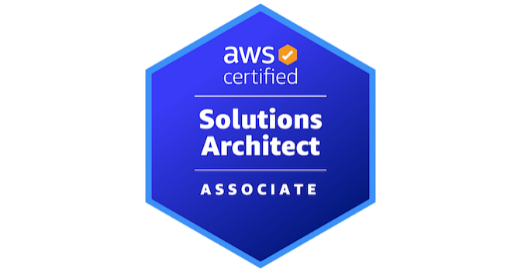 aws
certified
Solutions
Architect
ASSOCIATE